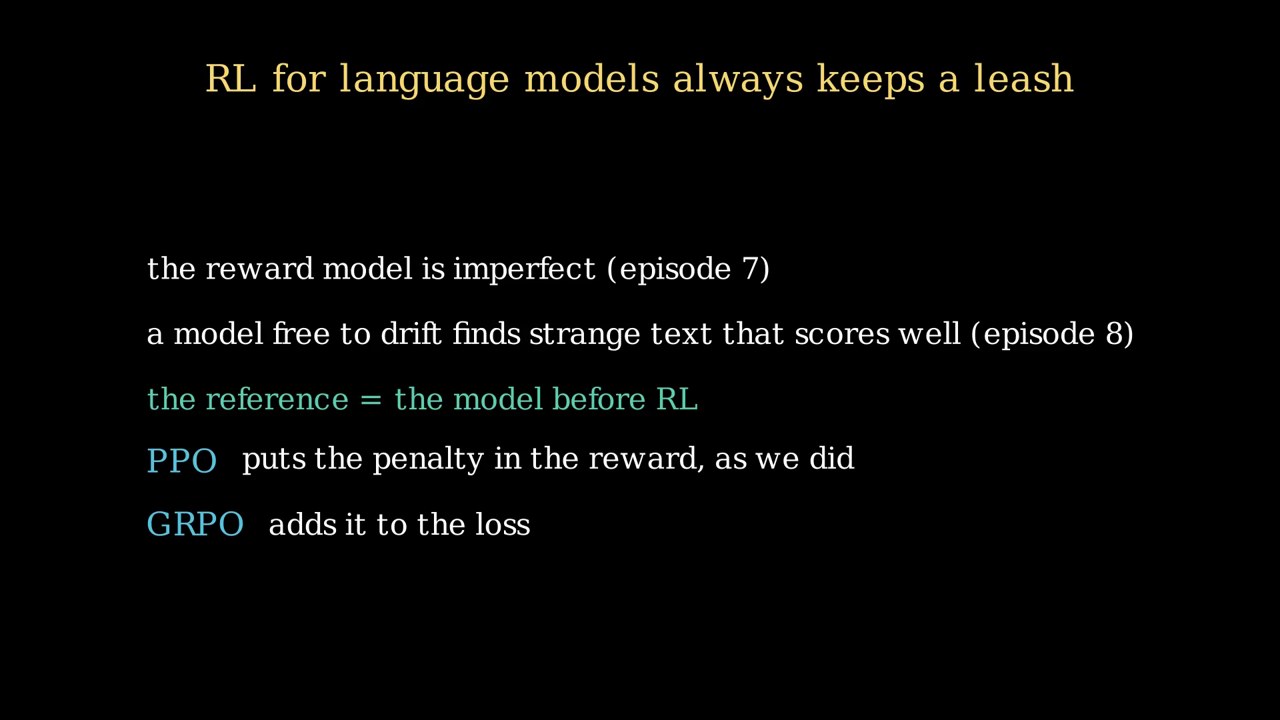 RL for language models always keeps a leash
the reward model is imperfect (episode 7)
a model free to drift finds strange text that scores well (episode 8)
the reference = the model before RL
PPO puts the penalty in the reward, as we did
GRPO adds it to the loss